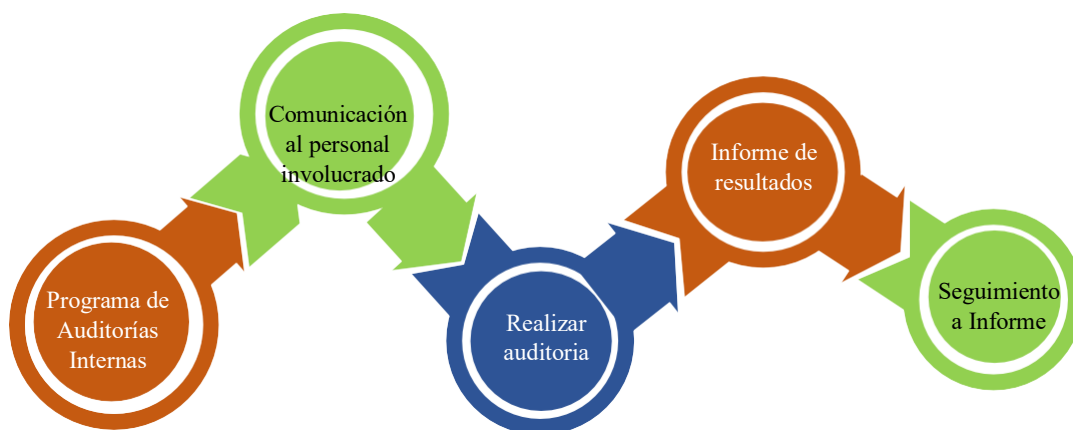 Programa de
Auditorías
Internas
Comunicación
al personal
involucrado
Realizar
auditoria
Informe de
resultados
Seguimiento
a Informe